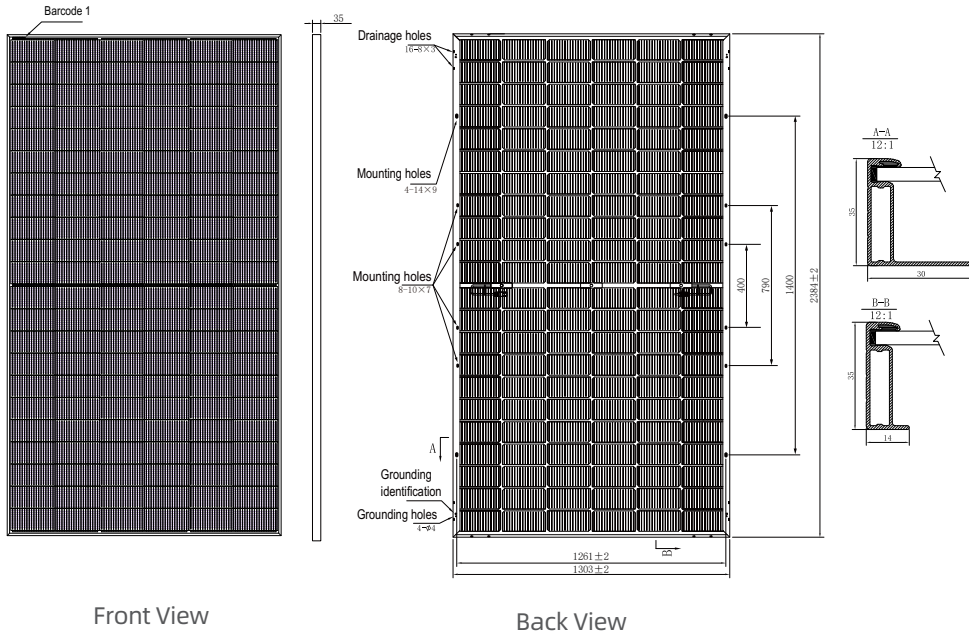 Barcode 1
35
Drainage holes
16-8×3
Mounting holes
4-14×9
Mounting holes
8-10×7
400
790
1400
2384±2
A
Grounding
identification
Grounding holes
4-ø4
B
1261±2
1303±2
A-A
12:1
35
30
B-B
12:1
35
14
Front View
Back View